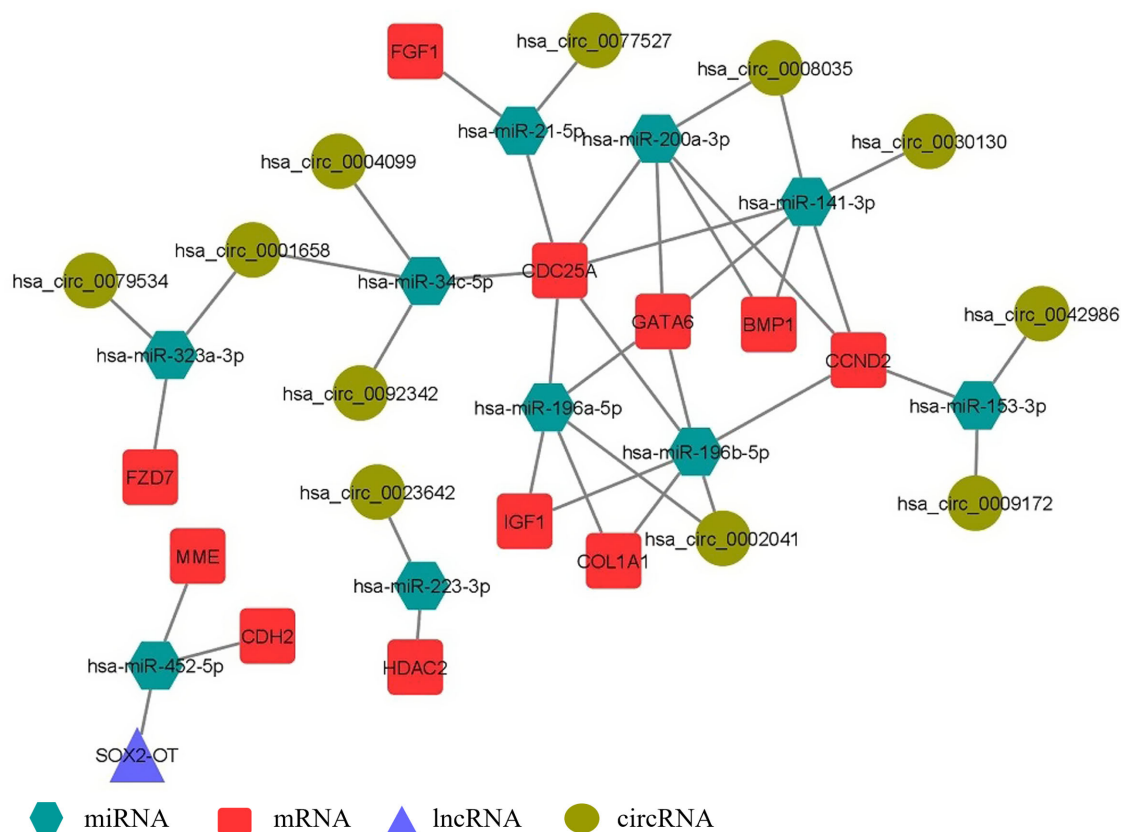 FGF1
hsa_circ_0077527
hsa_circ_0008035
hsa-miR-21-5p
hsa-miR-200a-3p
hsa_circ_0030130
hsa_circ_0004099
hsa-miR-141-3p
hsa_circ_0001658
hsa_circ_0079534
hsa-miR-34c-5p
CDC25A
GATA6
BMP1
hsa_circ_0042986
hsa-miR-323a-3p
CCND2
hsa_circ_0092342
hsa-miR-196a-5p
hsa-miR-153-3p
hsa-miR-196b-5p
FZD7
hsa_circ_0023642
hsa_circ_0009172
IGF1
hsa_circ_0002041
COL1A1
MME
hsa-miR-223-3p
CDH2
hsa-miR-452-5p
HDAC2
SOX2-OT
miRNA
mRNA
lncRNA
circRNA